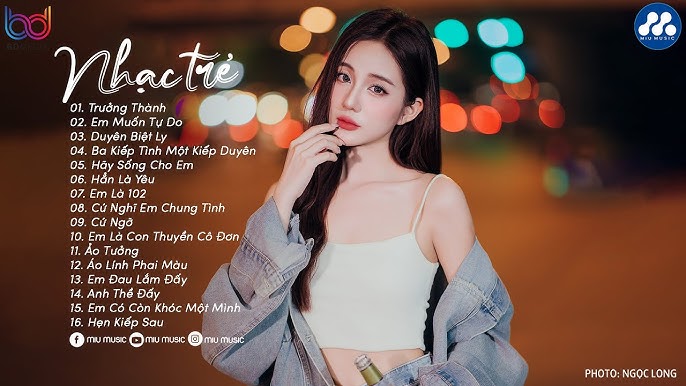 bd
BD MEDIA
MIU MUSIC
Nhạc trẻ
01. Trưởng Thành
02. Em Muốn Tự Do
03. Duyên Biệt Ly
04. Ba Kiếp Tình Một Kiếp Duyên
05. Hãy Sống Cho Em
06. Hẳn Là Yêu
07. Em Là 102
08. Cứ Nghĩ Em Chung Tình
09. Cứ Ngỡ
10. Em Là Con Thuyền Cô Đơn
11. Ảo Tưởng
12. Áo Lính Phai Màu
13. Em Đau Lắm Đấy
14. Anh Thề Đấy
15. Em Có Còn Khóc Một Mình
16. Hẹn Kiếp Sau
MIU MUSIC MIU MUSIC MIU MUSIC
PHOTO: NGỌC LONG